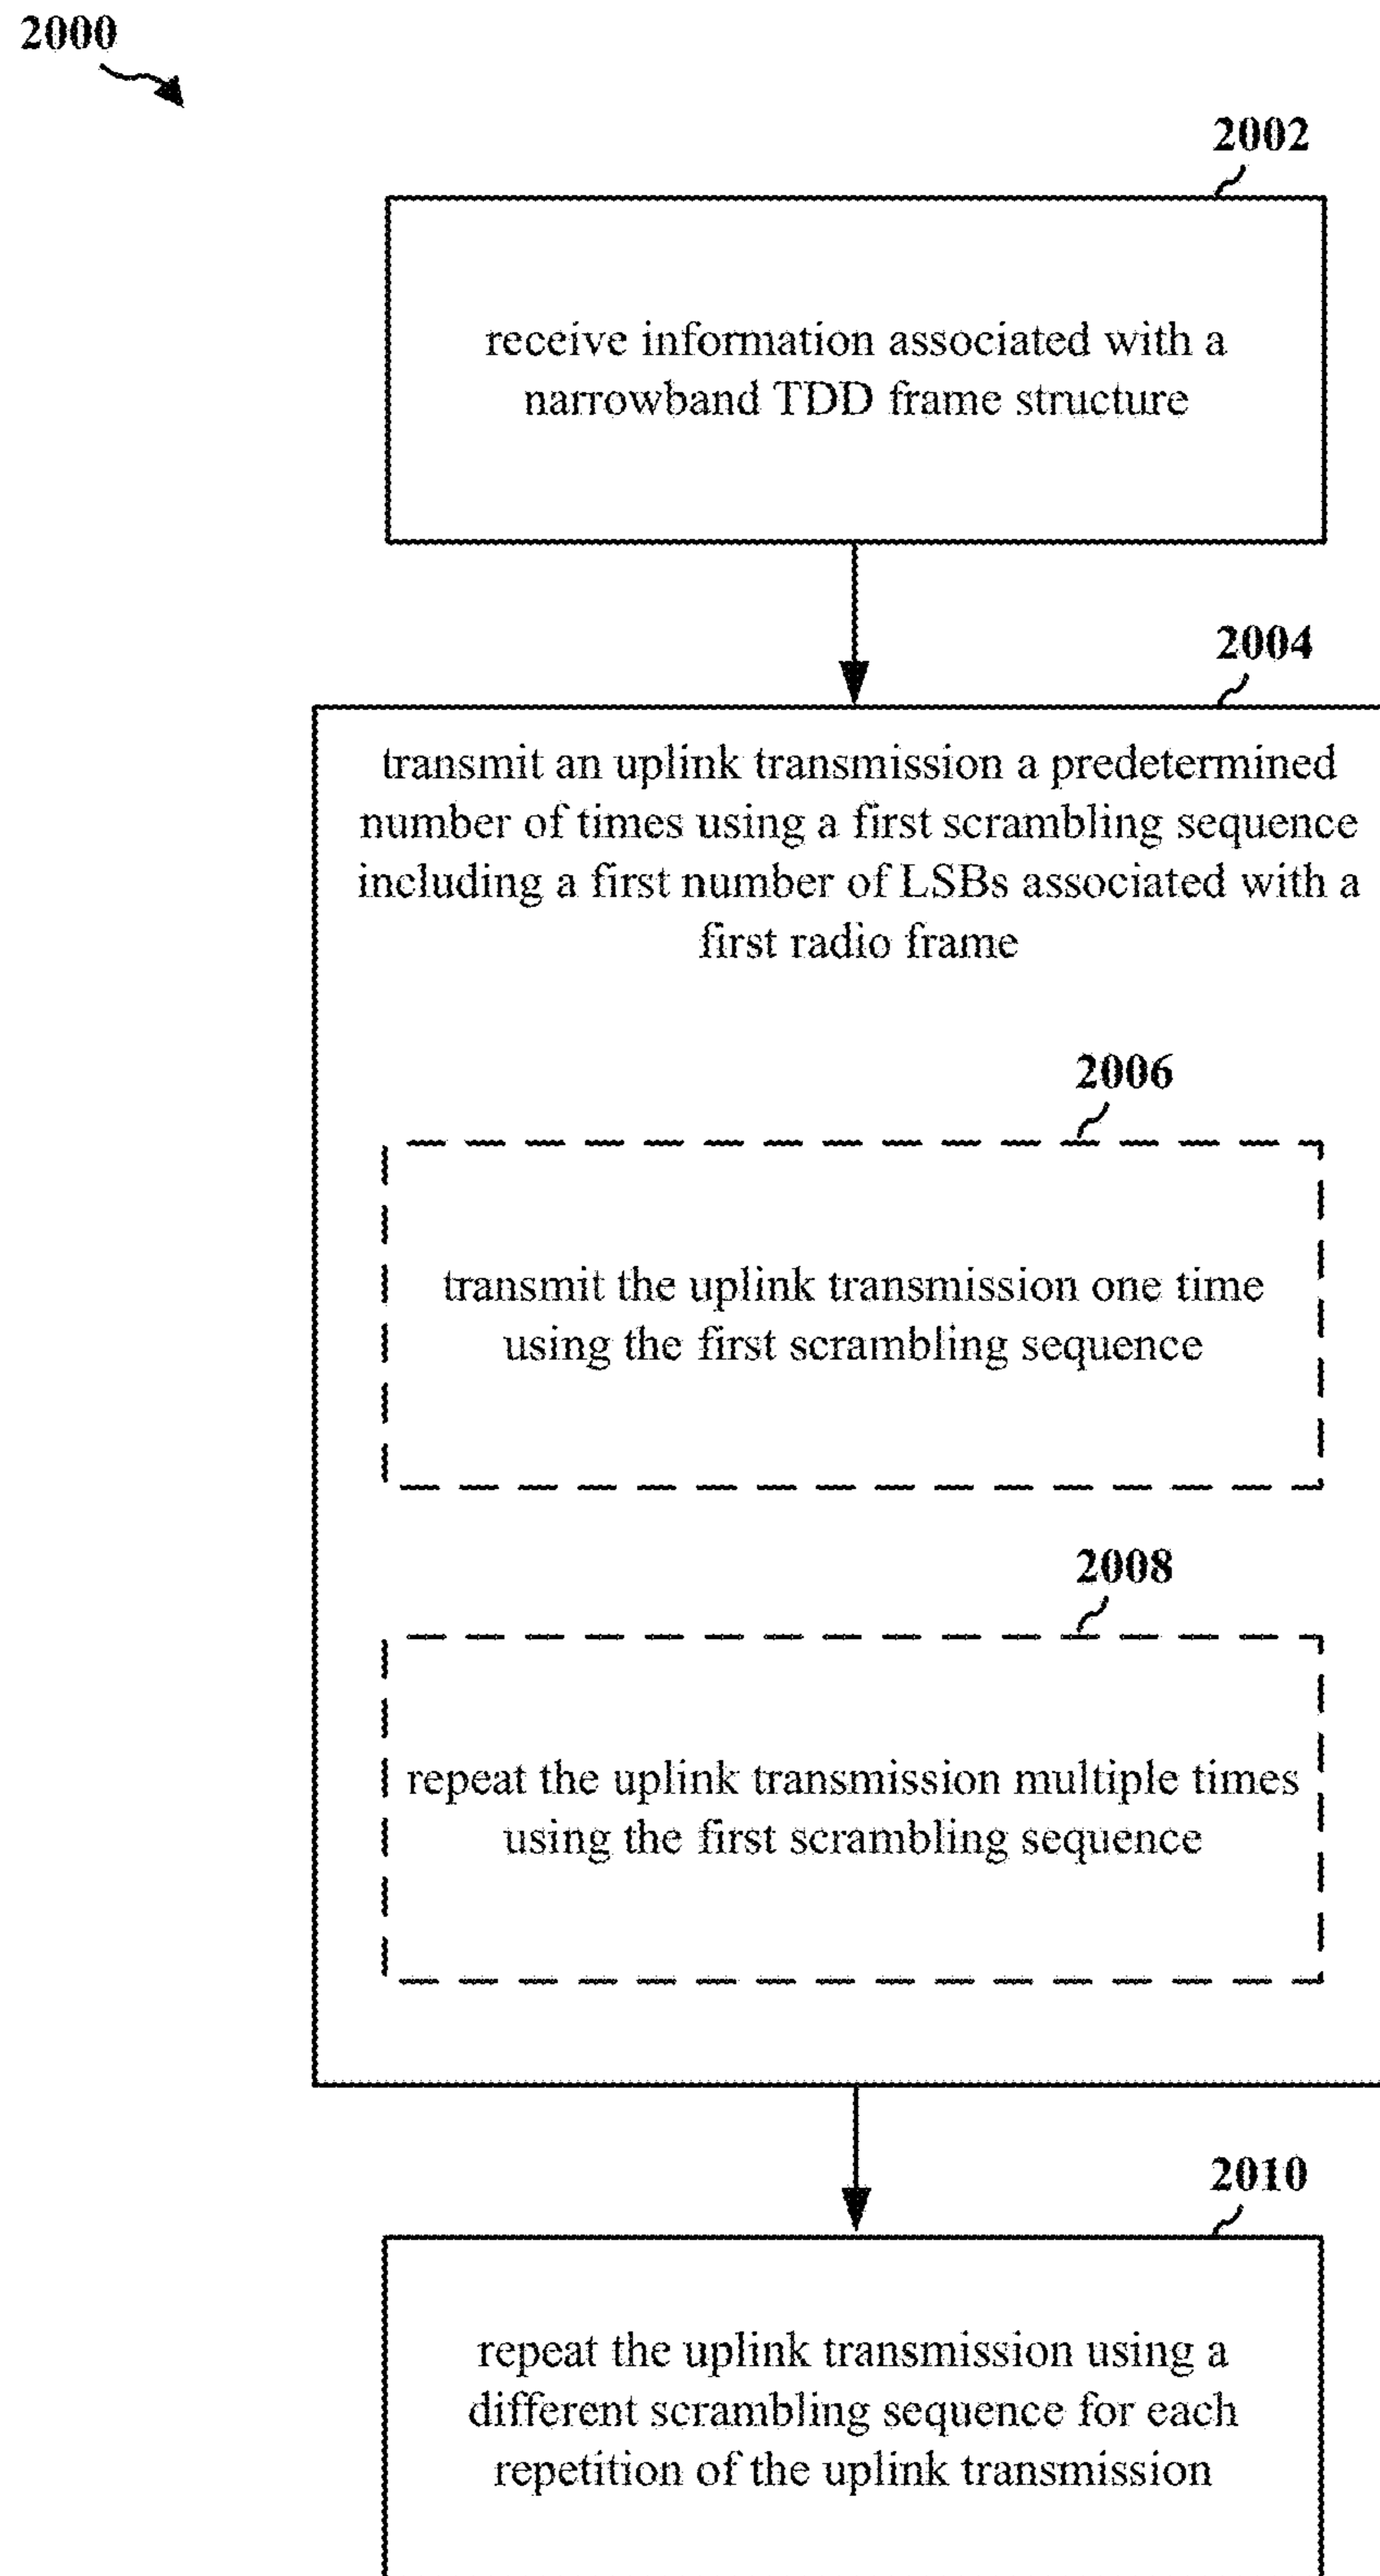 2000
2002
receive information associated with a
narrowband TDD frame structure
2004
transmit an uplink transmission a predetermined
number of times using a first scrambling sequence
including a first number of LSBs associated with a
first radio frame
2006
transmit the uplink transmission one time
using the first scrambling sequence
2008
repeat the uplink transmission multiple times
using the first scrambling sequence
2010
repeat the uplink transmission using a
different scrambling sequence for each
repetition of the uplink transmission